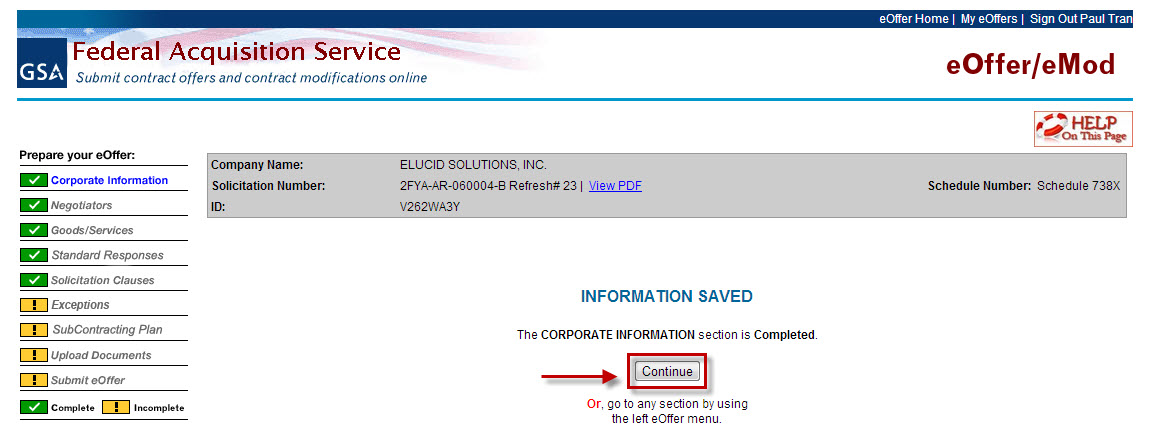 eOffer Home | My eOffers | Sign Out Paul Tran
GSA
Federal Acquisition Service
Submit contract offers and contract modifications online
eOffer/eMod
HELP
On This Page
Prepare your eOffer:
Corporate Information
Negotiators
Goods/Services
Standard Responses
Solicitation Clauses
Exceptions
SubContracting Plan
Upload Documents
Submit eOffer
Complete ! Incomplete
Company Name: ELUCID SOLUTIONS, INC.
Solicitation Number: 2FYA-AR-060004-B Refresh# 23 | View PDF Schedule Number: Schedule 738X
ID: V262WA3Y
INFORMATION SAVED
The CORPORATE INFORMATION section is Completed.
Continue
Or, go to any section by using
the left eOffer menu.